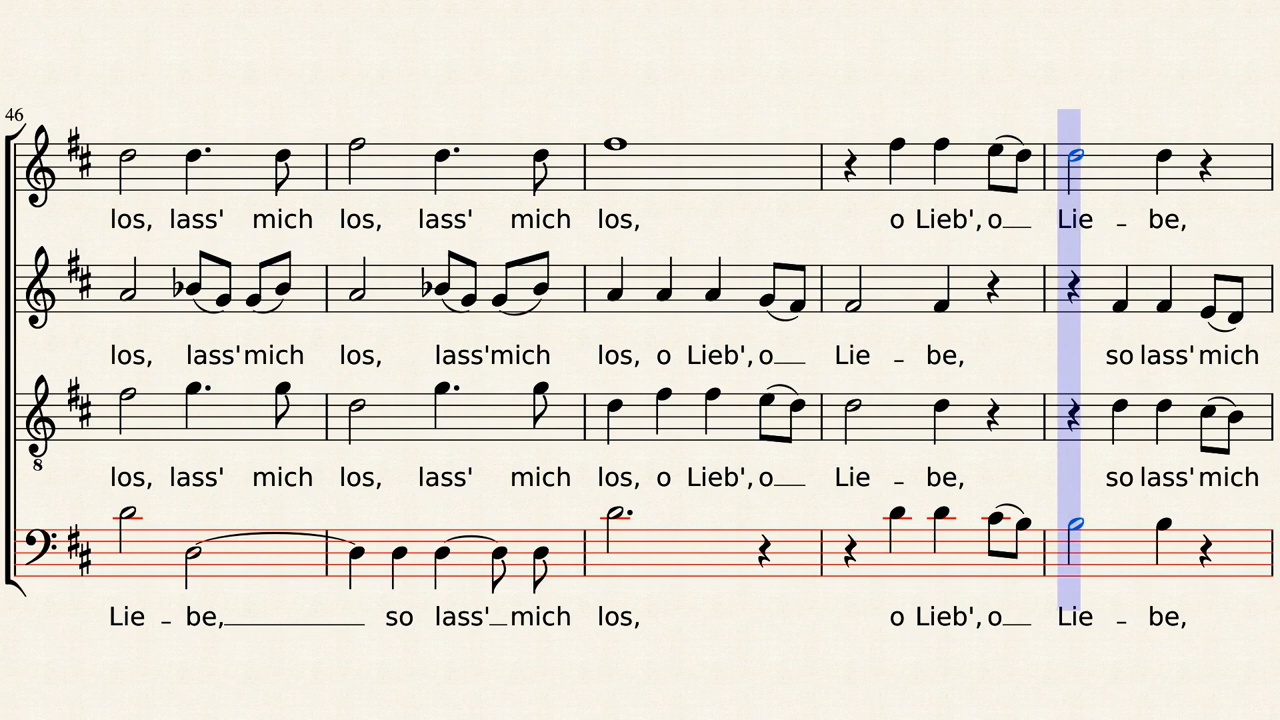 46
los, lass' mich los, lass' mich los, o Lieb', o Lie - be,
los, lass' mich los, lass' mich los, o Lieb', o Lie - be, so lass' mich
8
los, lass' mich los, lass' mich los, o Lieb', o Lie - be, so lass' mich
Lie - be, so lass' mich los, o Lieb', o Lie - be,